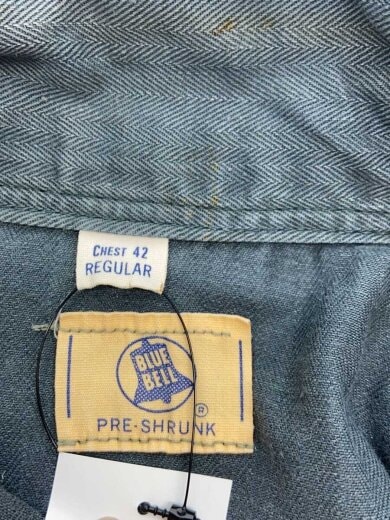 CHEST 42
REGULAR
BLUE
BELL
®
PRE-SHRUNK